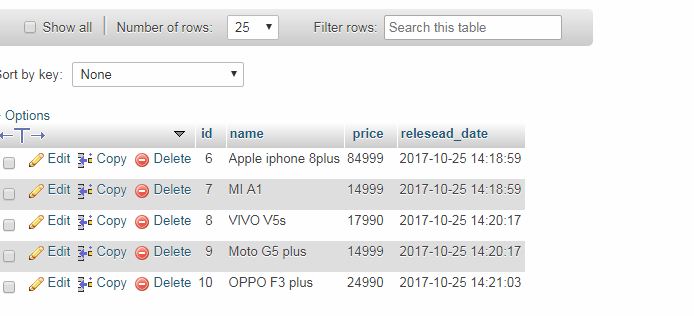 Show all Number of rows: 25 Filter rows: Search this table
Sort by key: None
Options
id name price relesead_date
Edit Copy Delete 6 Apple iphone 8plus 84999 2017-10-25 14:18:59
Edit Copy Delete 7 MI A1 14999 2017-10-25 14:18:59
Edit Copy Delete 8 VIVO V5s 17990 2017-10-25 14:20:17
Edit Copy Delete 9 Moto G5 plus 14999 2017-10-25 14:20:17
Edit Copy Delete 10 OPPO F3 plus 24990 2017-10-25 14:21:03